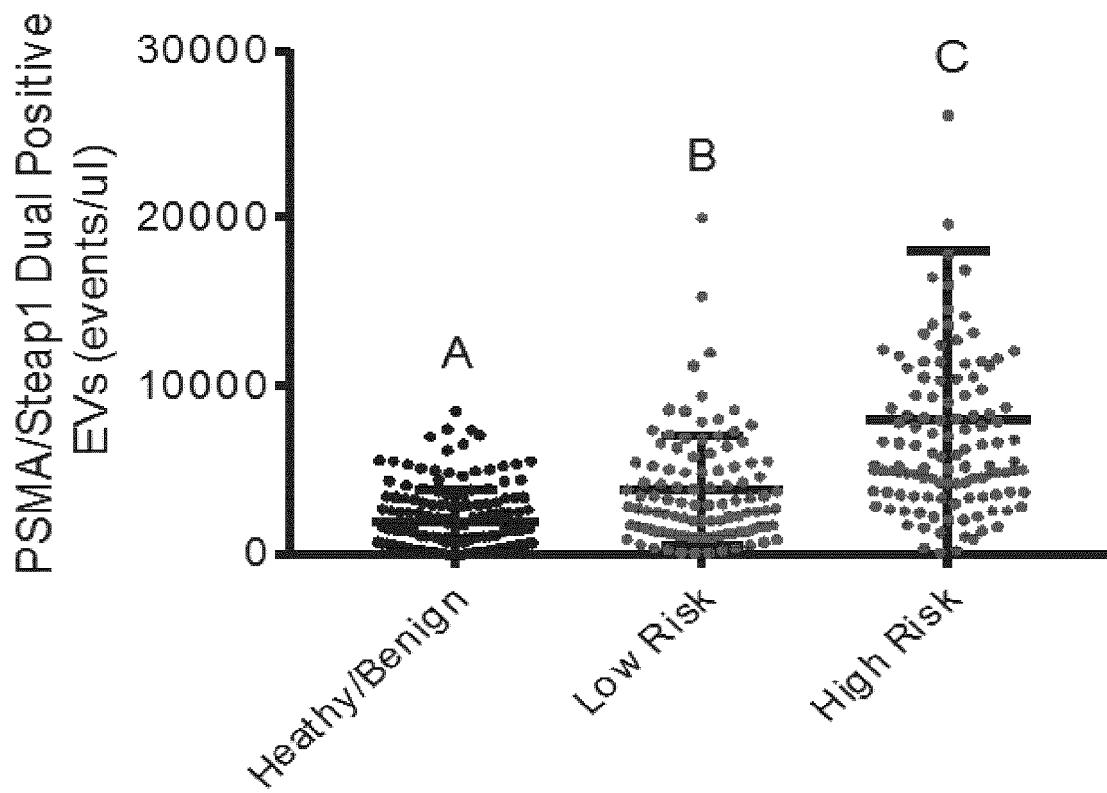 PSMA/Steap1 Dual Positive
EVs (events/ul)
30000
20000
10000
0
A
B
C
Heathy/Benign
Low Risk
High Risk